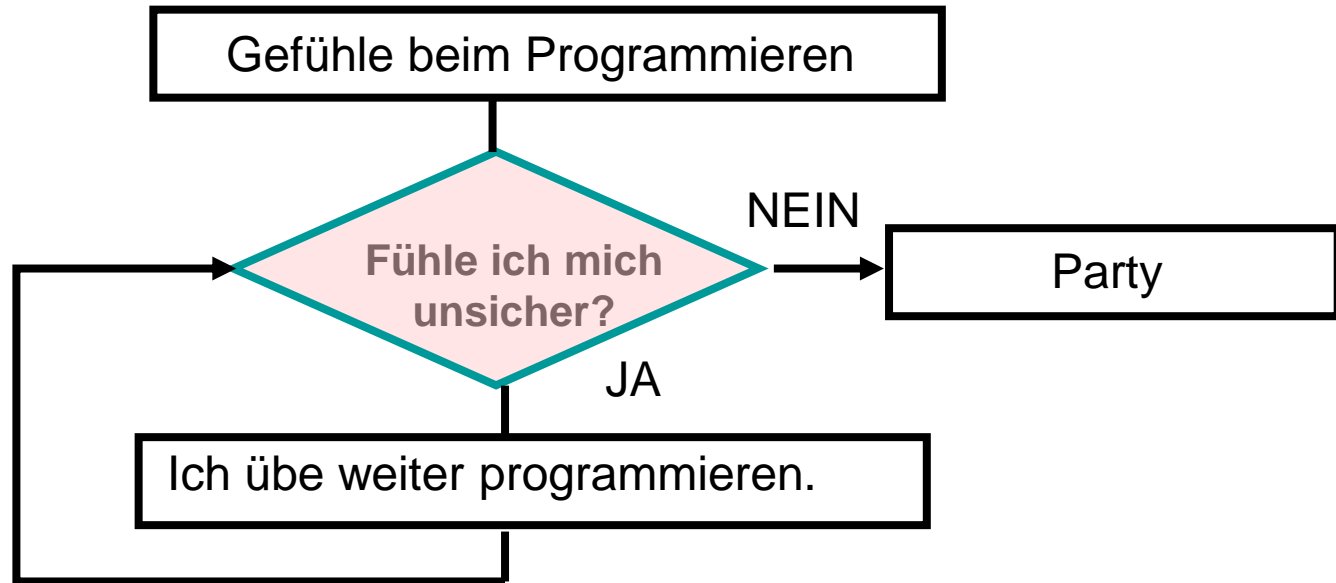 Gefühle beim Programmieren
NEIN
Fühle ich mich
unsicher?
Party
JA
Ich übe weiter programmieren.